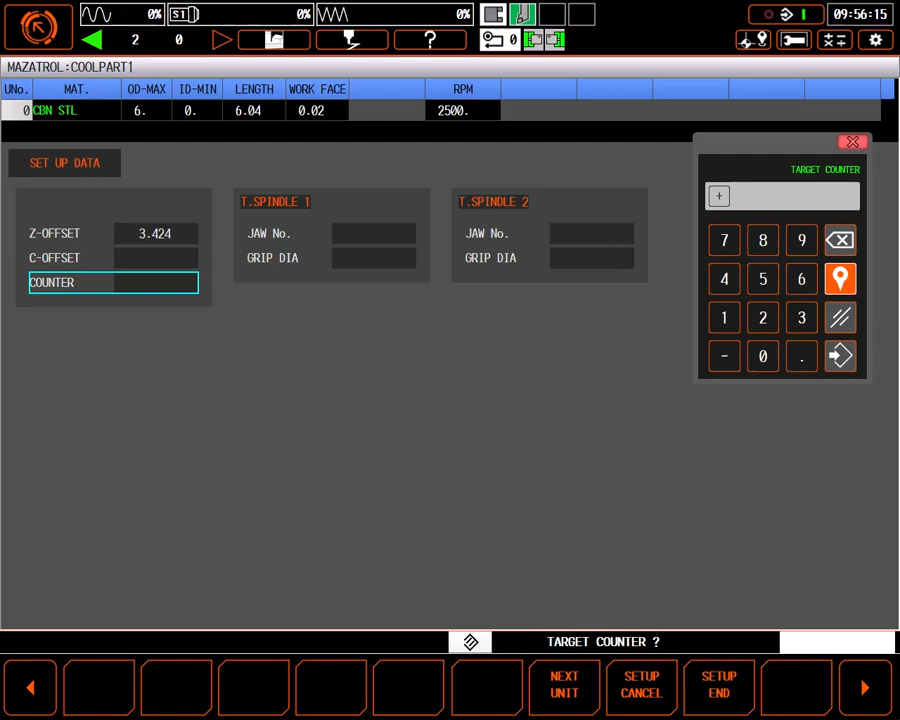 0% S1 0% 0% 09:56:15
2 0 ? 0
MAZATROL:COOLPART1
UNo. MAT. OD-MAX ID-MIN LENGTH WORK FACE RPM
0 CBN STL 6. 0. 6.04 0.02 2500.
SET UP DATA
TARGET COUNTER
+
Z-OFFSET 3.424
C-OFFSET
COUNTER
T.SPINDLE 1
JAW No.
GRIP DIA
T.SPINDLE 2
JAW No.
GRIP DIA
7 8 9
4 5 6
1 2 3
- 0 .
TARGET COUNTER ?
NEXT UNIT
SETUP CANCEL
SETUP END